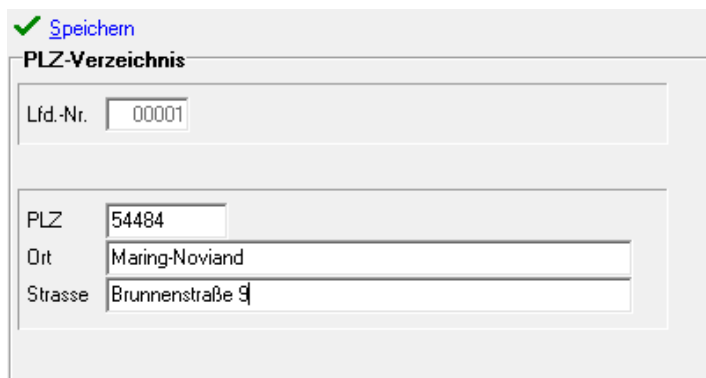 Speichern
PLZ-Verzeichnis
Lfd.-Nr. 00001
PLZ 54484
Ort Maring-Noviand
Strasse Brunnenstraße 9